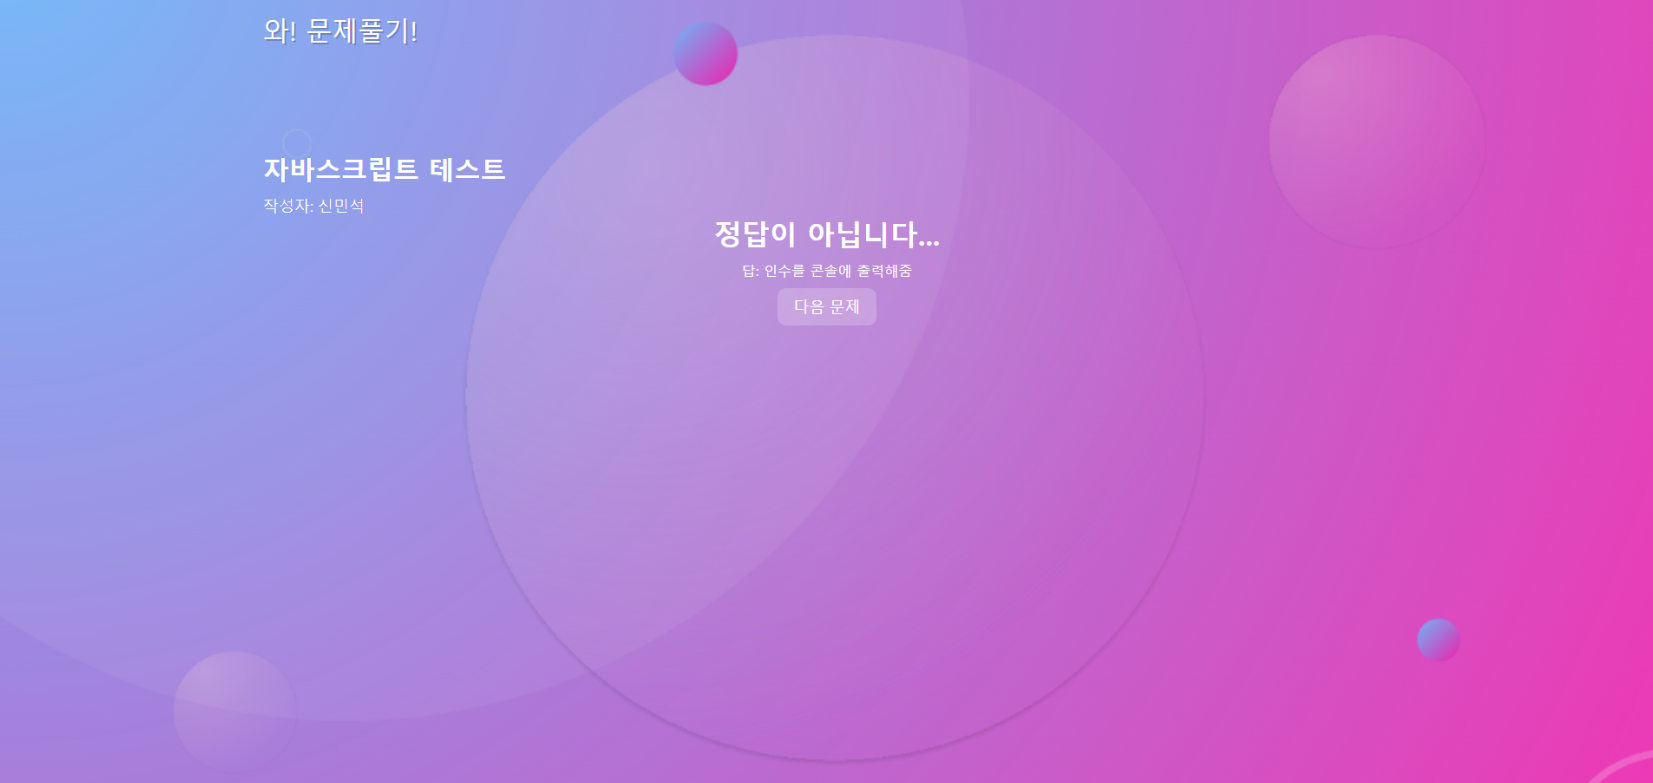 와! 문제풀기!
자바스크립트 테스트
작성자: 신민석
정답이 아닙니다...
답: 인수를 콘솔에 출력해줌
다음 문제